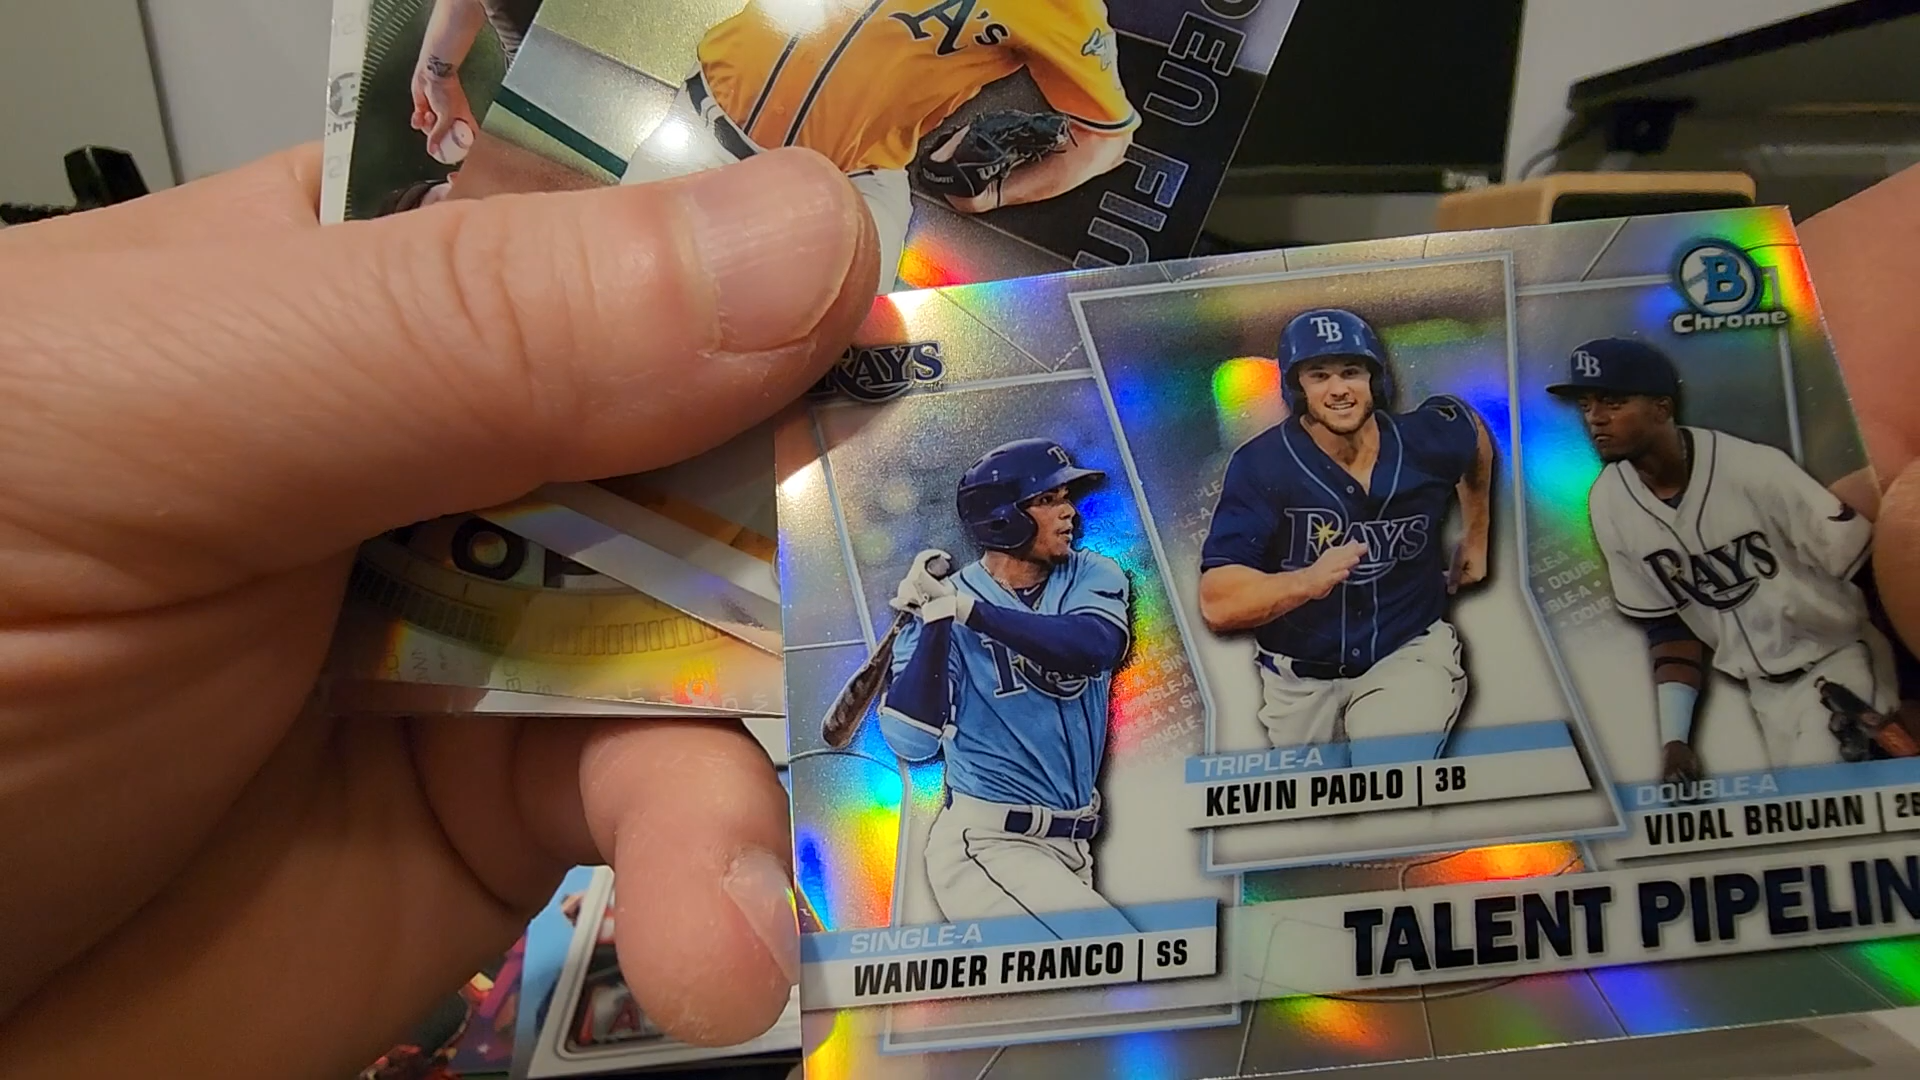 A's
RAYS
B
Chrome
TB
TB
RAYS
RAYS
TRIPLE-A
KEVIN PADLO | 3B
DOUBLE-A
VIDAL BRUJAN | 2B
SINGLE-A
WANDER FRANCO | SS
TALENT PIPELIN